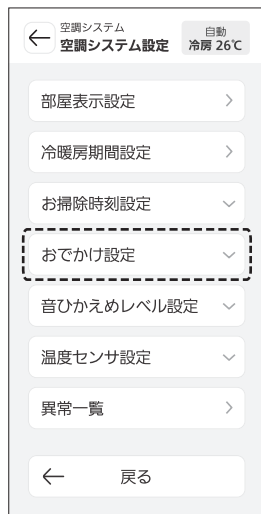 空調システム
空調システム設定
自動
冷房 26℃
部屋表示設定
冷暖房期間設定
お掃除時刻設定
おでかけ設定
音ひかえめレベル設定
温度センサ設定
異常一覧
戻る